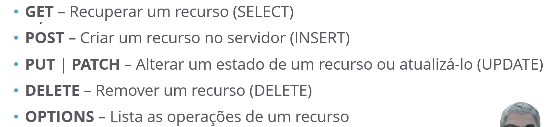 • GET – Recuperar um recurso (SELECT)
• POST – Criar um recurso no servidor (INSERT)
• PUT | PATCH – Alterar um estado de um recurso ou atualizá-lo (UPDATE)
• DELETE – Remover um recurso (DELETE)
• OPTIONS – Lista as operações de um recurso